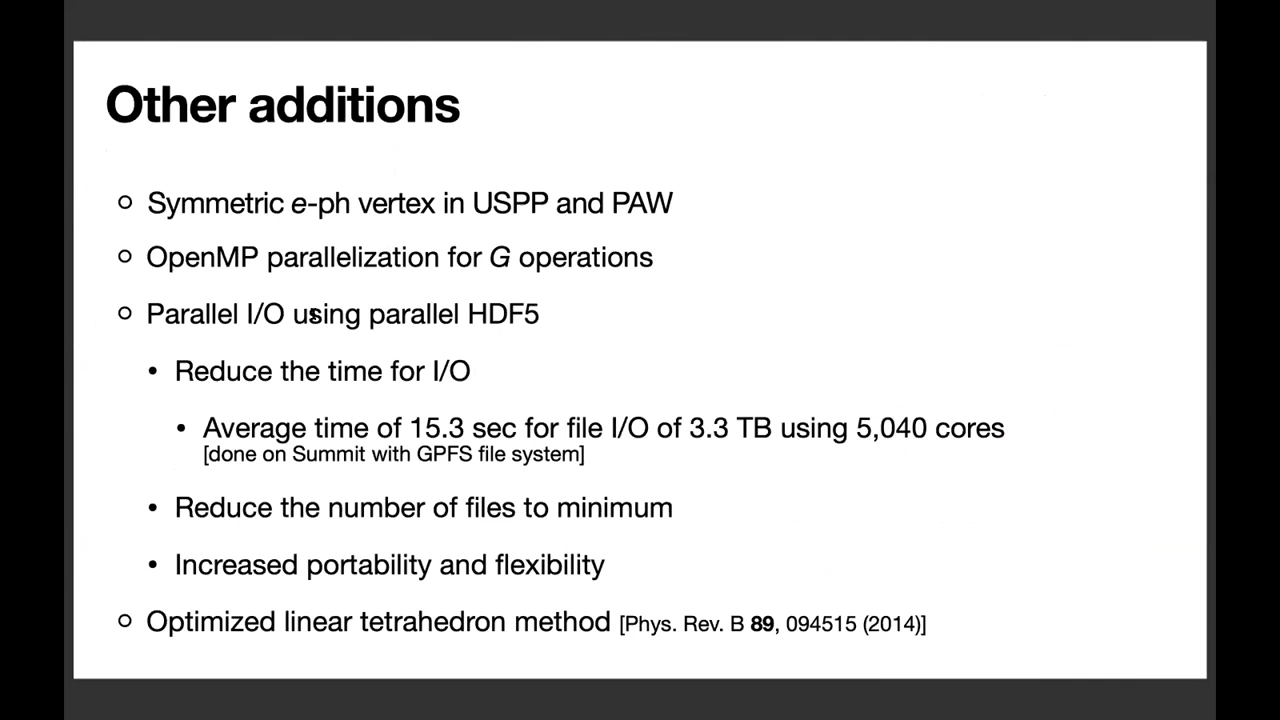 Other additions
Symmetric e-ph vertex in USPP and PAW
OpenMP parallelization for G operations
Parallel I/O using parallel HDF5
Reduce the time for I/O
Average time of 15.3 sec for file I/O of 3.3 TB using 5,040 cores
[done on Summit with GPFS file system]
Reduce the number of files to minimum
Increased portability and flexibility
Optimized linear tetrahedron method [Phys. Rev. B 89, 094515 (2014)]